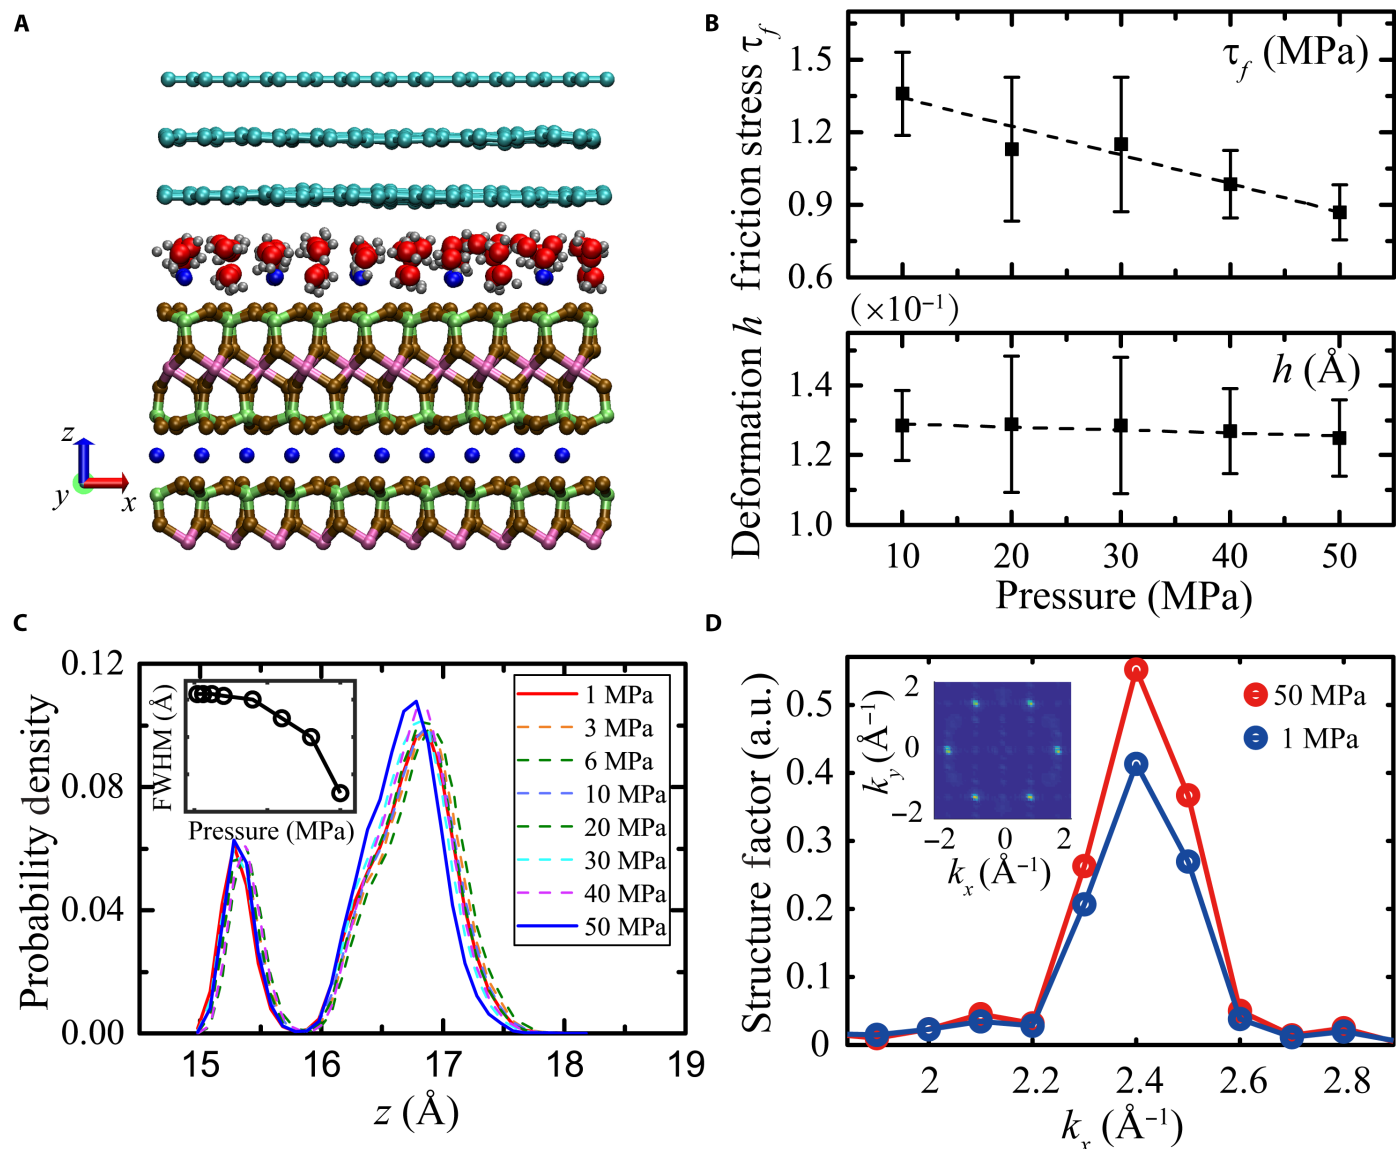 A
z
y
x
B
Deformation h friction stress τf
τf (MPa)
1.5
1.2
0.9
0.6
(×10−1)
h (Å)
1.4
1.2
1.0
10 20 30 40 50
Pressure (MPa)
C
Probability density
0.12
0.08
0.04
0.00
FWHM (Å)
Pressure (MPa)
1 MPa
3 MPa
6 MPa
10 MPa
20 MPa
30 MPa
40 MPa
50 MPa
15 16 17 18 19
z (Å)
D
Structure factor (a.u.)
0.5
0.4
0.3
0.2
0.1
0
ky (Å−1)
2
0
−2
−2 0 2
kx (Å−1)
50 MPa
1 MPa
2 2.2 2.4 2.6 2.8
kx (Å−1)